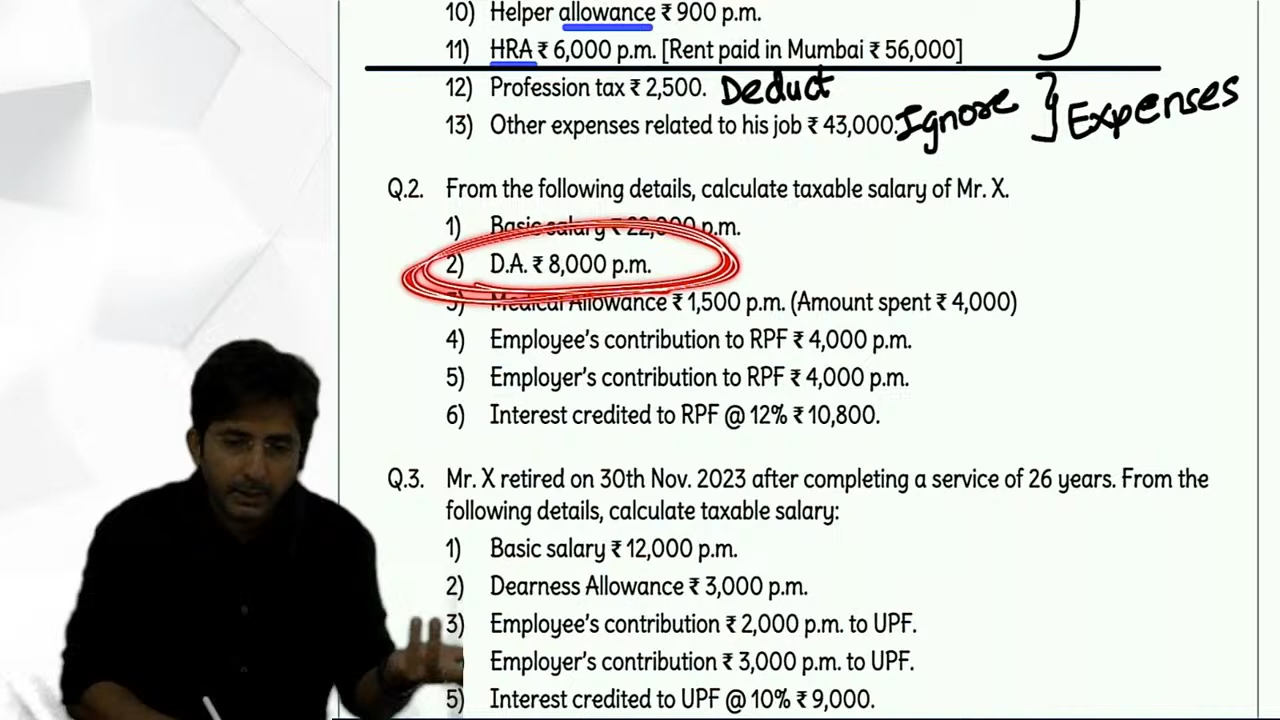 10) Helper allowance ₹ 900 p.m.
11) HRA ₹ 6,000 p.m. [Rent paid in Mumbai ₹ 56,000]
12) Profession tax ₹ 2,500. Deduct
13) Other expenses related to his job ₹ 43,000. Ignore } Expenses
Q.2. From the following details, calculate taxable salary of Mr. X.
1) Basic salary ₹ 22,000 p.m.
2) D.A. ₹ 8,000 p.m.
3) Medical Allowance ₹ 1,500 p.m. (Amount spent ₹ 4,000)
4) Employee's contribution to RPF ₹ 4,000 p.m.
5) Employer's contribution to RPF ₹ 4,000 p.m.
6) Interest credited to RPF @ 12% ₹ 10,800.
Q.3. Mr. X retired on 30th Nov. 2023 after completing a service of 26 years. From the
following details, calculate taxable salary:
1) Basic salary ₹ 12,000 p.m.
2) Dearness Allowance ₹ 3,000 p.m.
3) Employee's contribution ₹ 2,000 p.m. to UPF.
Employer's contribution ₹ 3,000 p.m. to UPF.
5) Interest credited to UPF @ 10% ₹ 9,000.